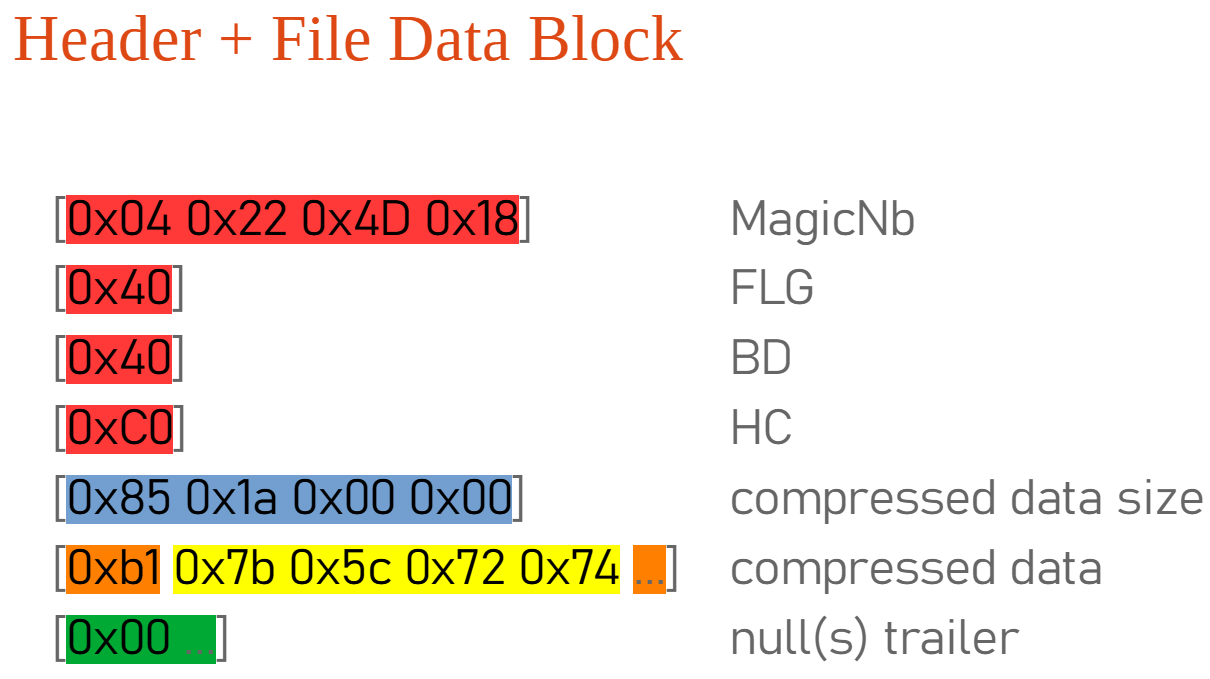 Header + File Data Block
[0x04 0x22 0x4D 0x18] MagicNb
[0x40] FLG
[0x40] BD
[0xC0] HC
[0x85 0x1a 0x00 0x00] compressed data size
[0xb1 0x7b 0x5c 0x72 0x74 ...] compressed data
[0x00 ...] null(s) trailer